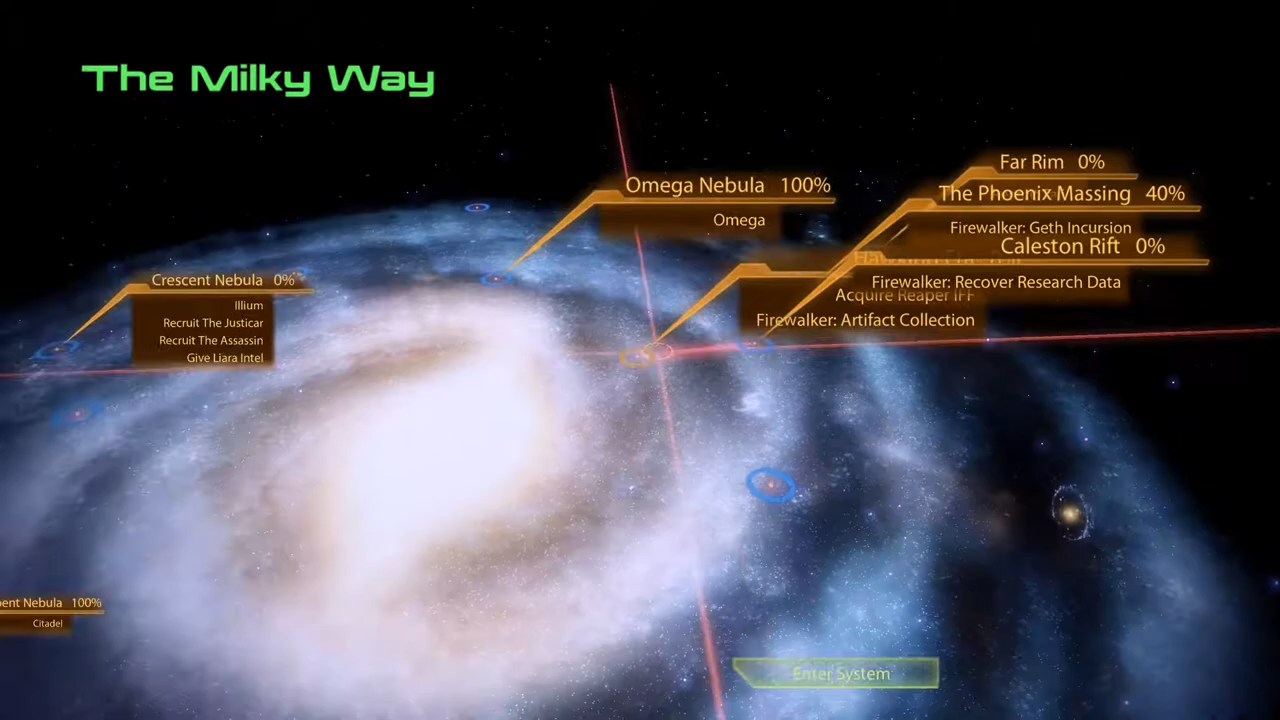 The Milky Way
Far Rim 0%
Omega Nebula 100%
Omega
The Phoenix Massing 40%
Firewalker: Geth Incursion
Caleston Rift 0%
Firewalker: Recover Research Data
Acquire Reaper IFF
Firewalker: Artifact Collection
Crescent Nebula 0%
Illium
Recruit The Justicar
Recruit The Assassin
Give Liara Intel
Nebula 100%
Citadel
Enter System